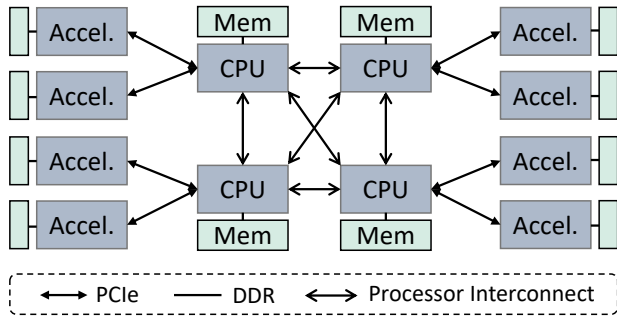 Mem Mem
Accel. CPU CPU Accel.
Accel. Accel.
Accel. CPU CPU Accel.
Accel. Mem Mem Accel.
PCIe DDR Processor Interconnect